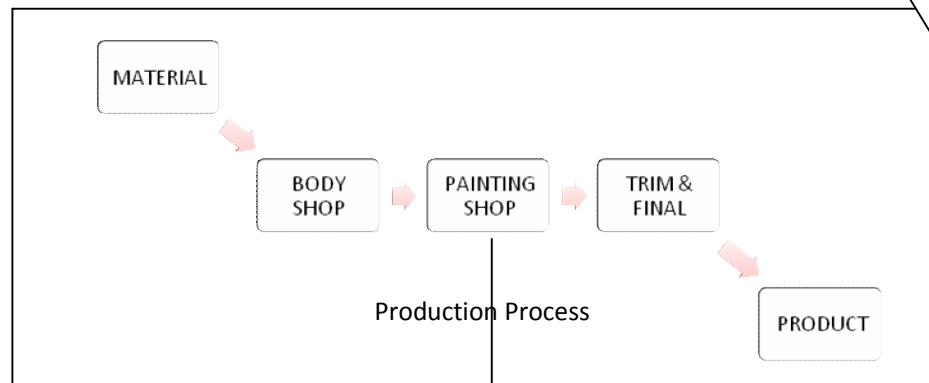 MATERIAL
BODY
SHOP
PAINTING
SHOP
TRIM &
FINAL
Production Process
PRODUCT